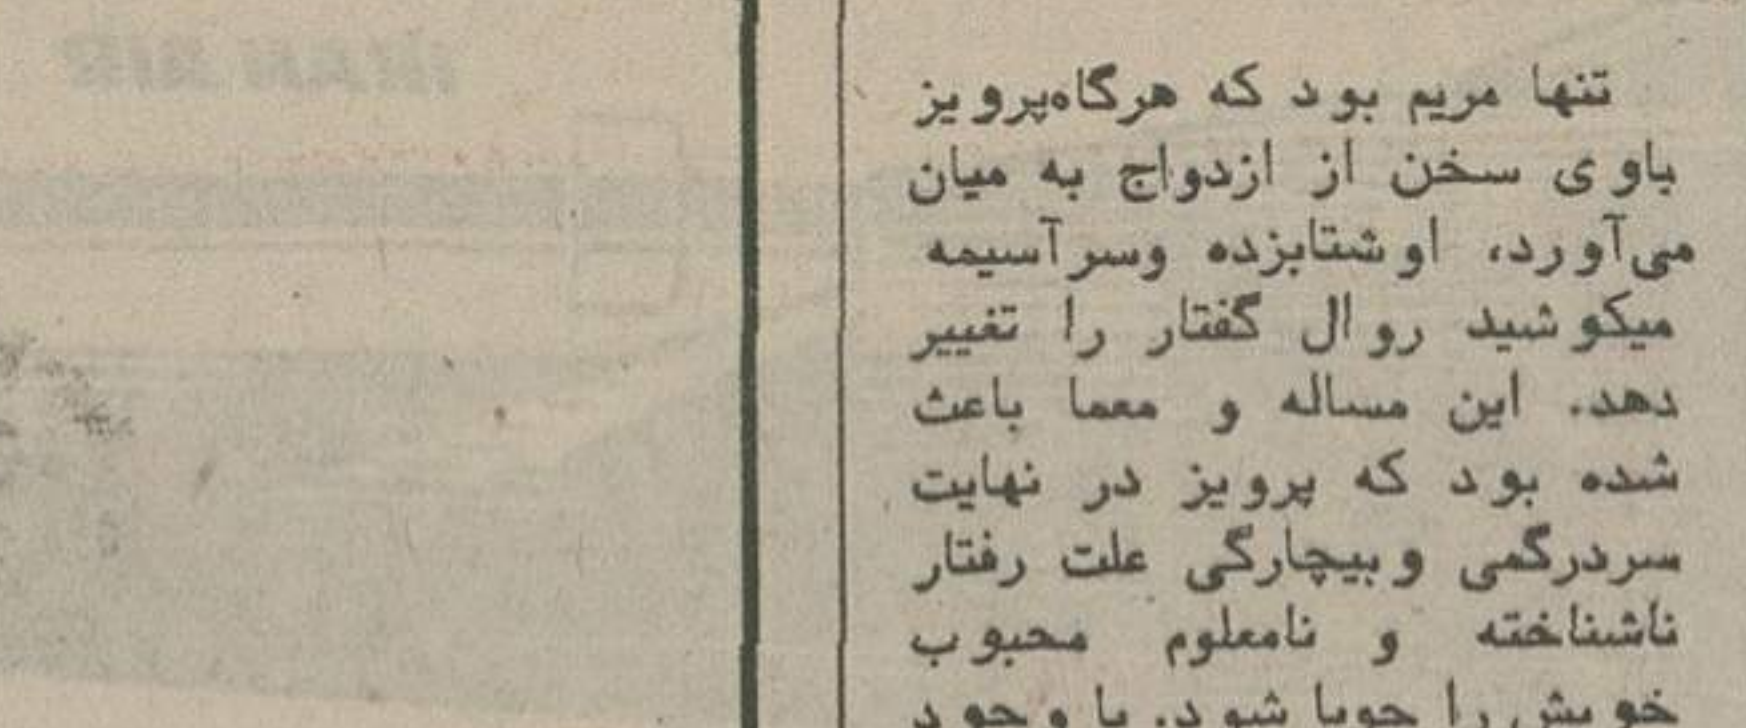 تنها مریم بود که هرگاه‌پرویز
باوی سخن از ازدواج به میان
می‌آورد، او شتابزده وسرآسیمه
میکوشید روال گفتار را تغییر
دهد. این مساله و معما باعث
شده بود که پرویز در نهایت
سردرگمی وبیچارگی علت رفتار
ناشناخته و نامعلوم محبوب
خویش را جویا شود. با وجود